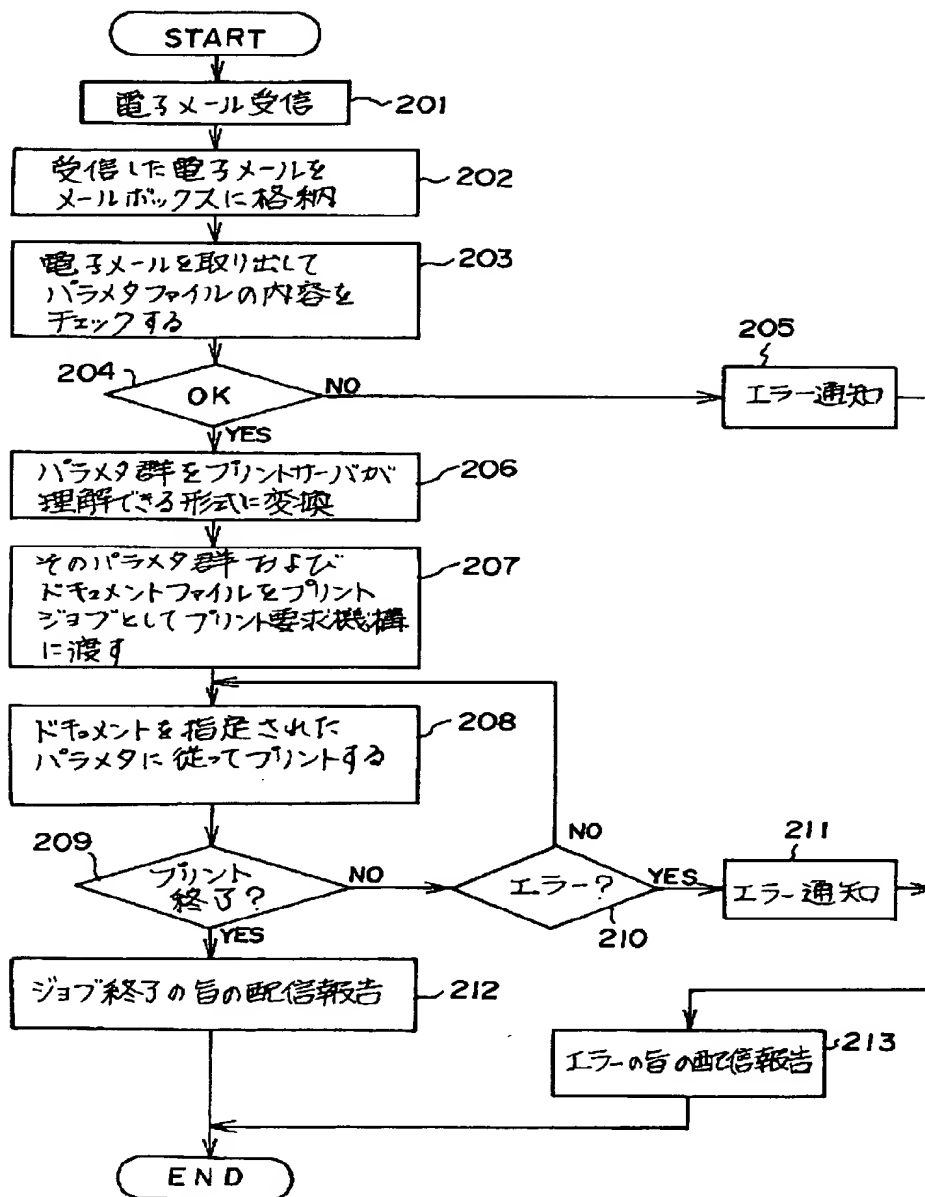 START
電子メール受信
201
受信した電子メールを
メールボックスに格納
202
電子メールを取り出して
パラメタファイルの内容を
チェックする
203
204
OK
NO
YES
205
エラー通知
パラメタ群をプリントサーバが
理解できる形式に変換
206
そのパラメタ群および
ドキュメントファイルをプリント
ジョブとしてプリント要求機構
に渡す
207
ドキュメントを指定された
パラメタに従ってプリントする
208
209
プリント
終了?
NO
YES
エラー?
210
NO
YES
211
エラー通知
ジョブ終了の旨の配信報告
212
エラーの旨の配信報告
213
END